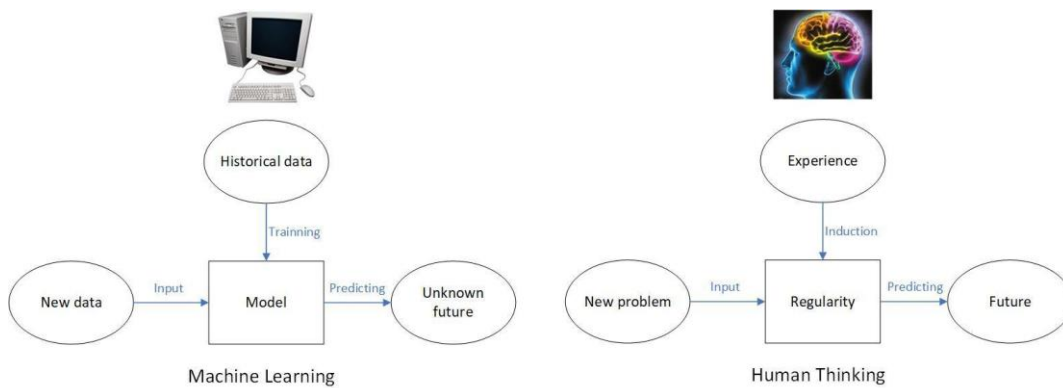 Historical data
Trainning
New data
Input
Model
Predicting
Unknown
future
Machine Learning
Experience
Induction
New problem
Input
Regularity
Predicting
Future
Human Thinking